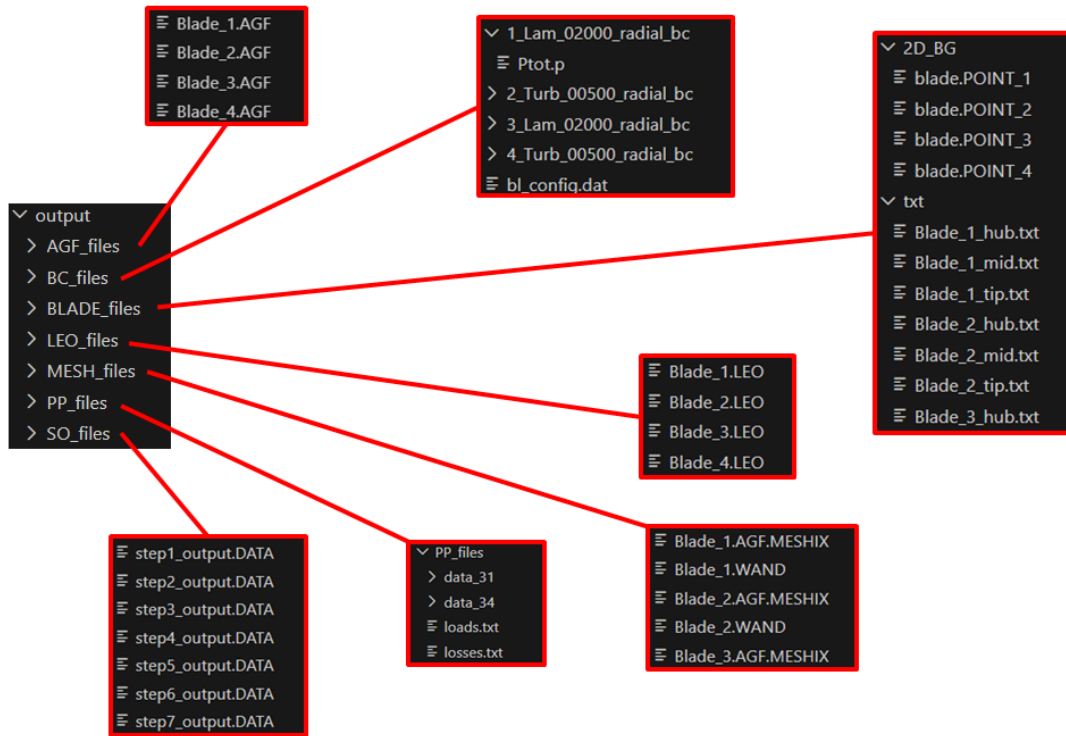 Blade_1.AGF
Blade_2.AGF
Blade_3.AGF
Blade_4.AGF
1_Lam_02000_radial_bc
Ptot.p
2_Turb_00500_radial_bc
3_Lam_02000_radial_bc
4_Turb_00500_radial_bc
bl_config.dat
2D_BG
blade.POINT_1
blade.POINT_2
blade.POINT_3
blade.POINT_4
txt
Blade_1_hub.txt
Blade_1_mid.txt
Blade_1_tip.txt
Blade_2_hub.txt
Blade_2_mid.txt
Blade_2_tip.txt
Blade_3_hub.txt
output
AGF_files
BC_files
BLADE_files
LEO_files
MESH_files
PP_files
SO_files
Blade_1.LEO
Blade_2.LEO
Blade_3.LEO
Blade_4.LEO
step1_output.DATA
step2_output.DATA
step3_output.DATA
step4_output.DATA
step5_output.DATA
step6_output.DATA
step7_output.DATA
PP_files
data_31
data_34
loads.txt
losses.txt
Blade_1.AGF.MESHIX
Blade_1.WAND
Blade_2.AGF.MESHIX
Blade_2.WAND
Blade_3.AGF.MESHIX